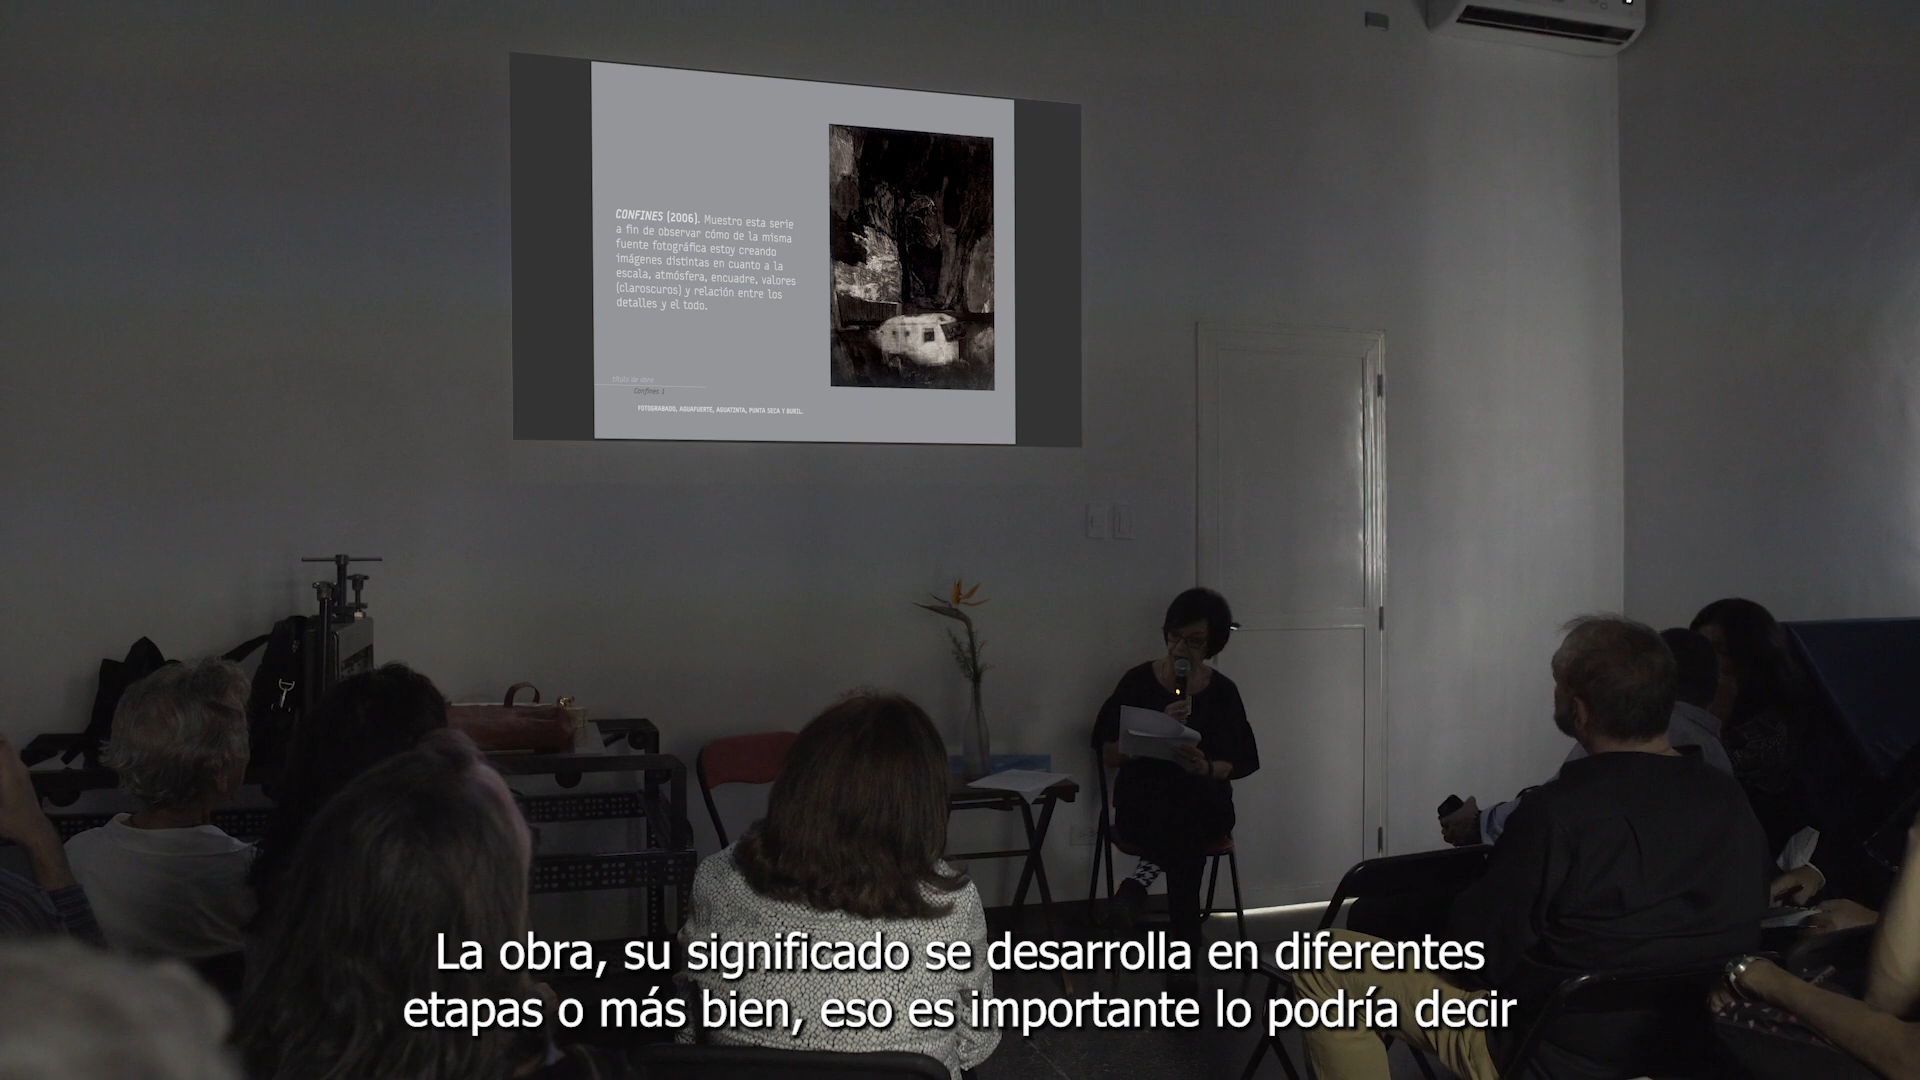 CONFINES (2006). Muestro esta serie
a fin de observar cómo de la misma
fuente fotográfica estoy creando
imágenes distintas en cuanto a la
escala, atmósfera, encuadre, valores
(claroscuros) y relación entre los
detalles y el todo.
título de obra
Confines 1
FOTOGRABADO, AGUAFUERTE, AGUATINTA, PUNTA SECA Y BURIL.
La obra, su significado se desarrolla en diferentes
etapas o más bien, eso es importante lo podría decir